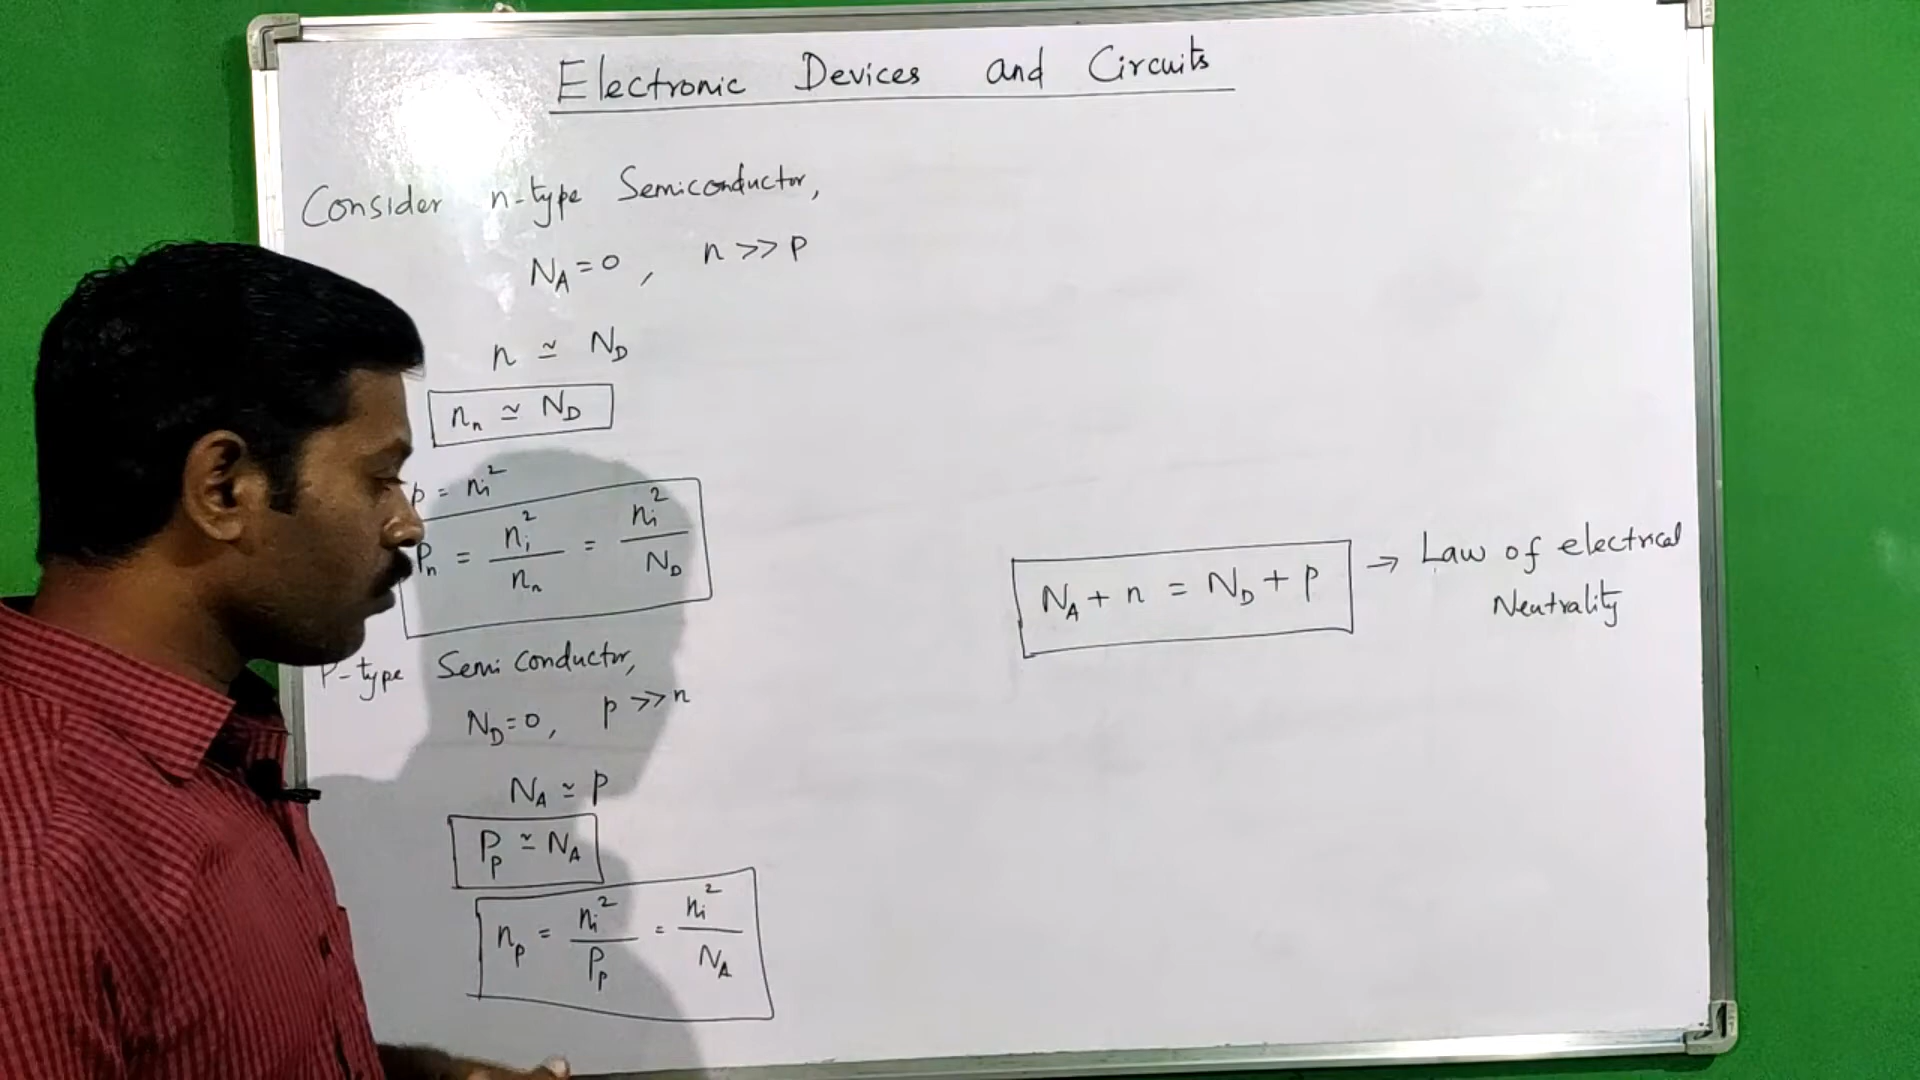 Electronic Devices and Circuits
Consider n-type Semiconductor,
N_A = 0, n >> p
n ≃ N_D
n_n ≃ N_D
p = n_i^2
P_n = n_i^2 / n_n = n_i^2 / N_D
P-type Semi conductor,
N_D = 0, p >> n
N_A ≃ p
P_p ≃ N_A
n_p = n_i^2 / P_p = n_i^2 / N_A
N_A + n = N_D + p → Law of electrical
Neutrality